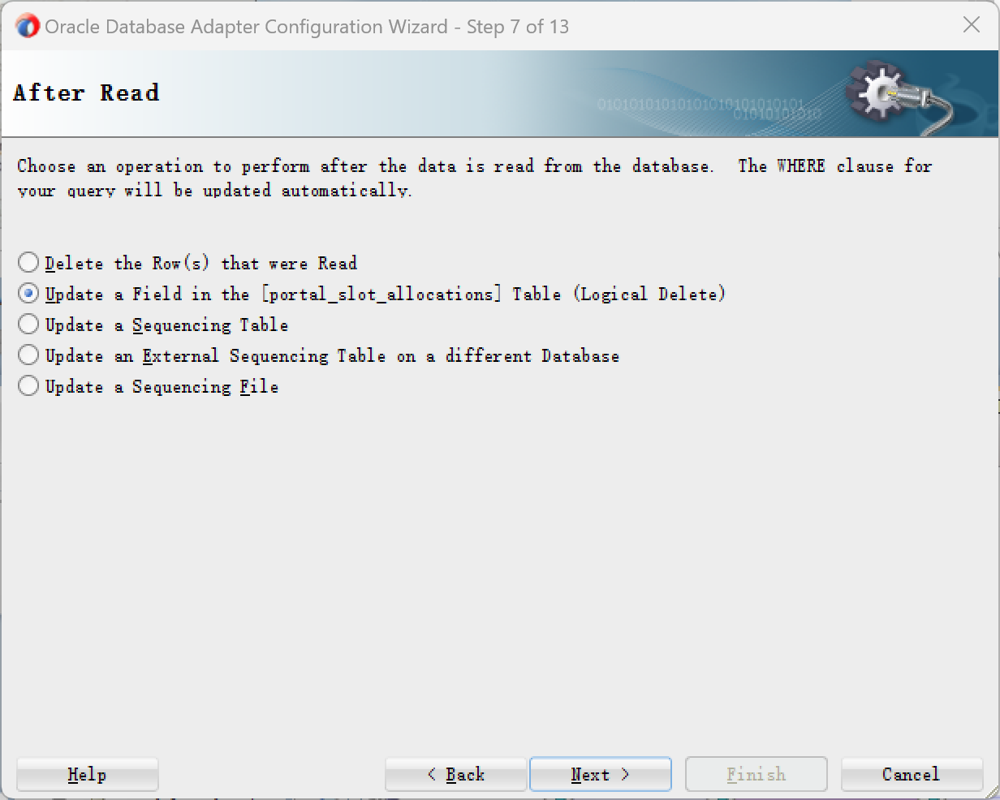 Oracle Database Adapter Configuration Wizard - Step 7 of 13
After Read
0101010101010101010101010101
01010101010
Choose an operation to perform after the data is read from the database.  The WHERE clause for
your query will be updated automatically.
Delete the Row(s) that were Read
Update a Field in the [portal_slot_allocations] Table (Logical Delete)
Update a Sequencing Table
Update an External Sequencing Table on a different Database
Update a Sequencing File
Help
< Back
Next >
Finish
Cancel